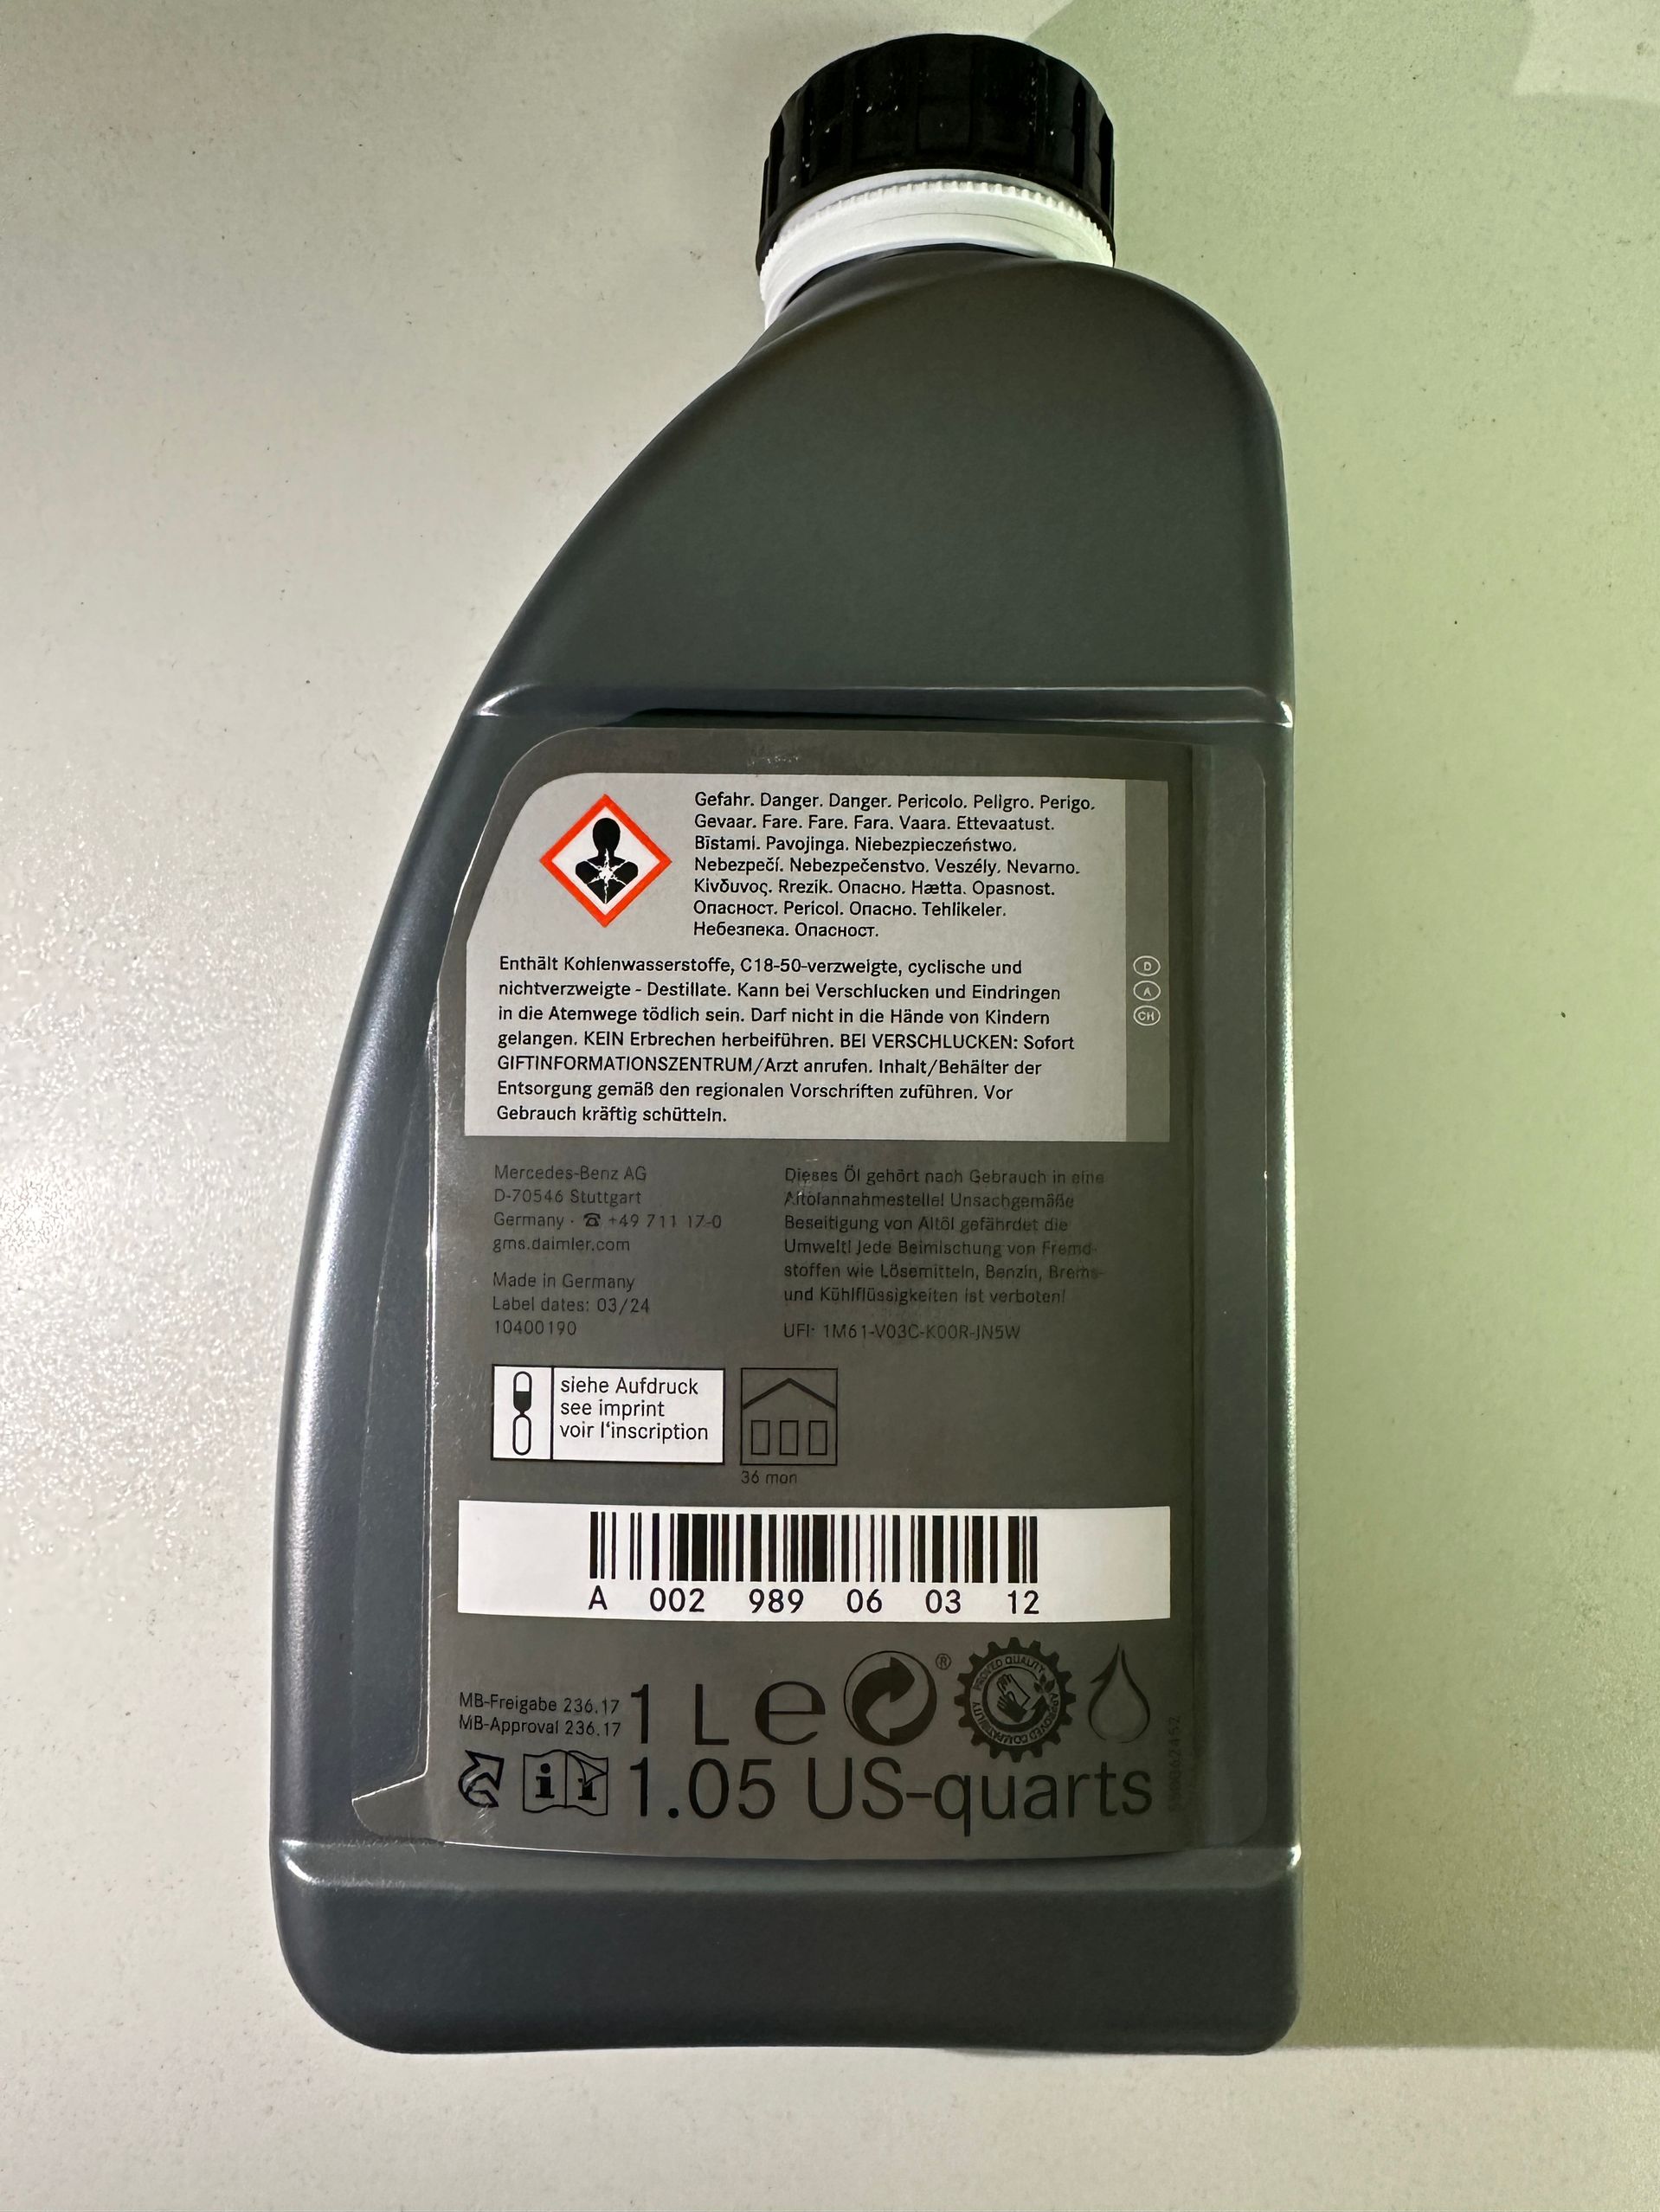 Gefahr. Danger. Danger. Pericolo. Peligro. Perigo.
Gevaar. Fare. Fare. Fara. Vaara. Ettevaatust.
Bīstami. Pavojinga. Niebezpieczeństwo.
Nebezpečí. Nebezpečenstvo. Veszély. Nevarno.
Κίνδυνος. Rrezik. Опасно. Hætta. Opasnost.
Опасност. Pericol. Опасно. Tehlikeler.
Небезпека. Опасност.
Enthält Kohlenwasserstoffe, C18-50-verzweigte, cyclische und
nichtverzweigte - Destillate. Kann bei Verschlucken und Eindringen
in die Atemwege tödlich sein. Darf nicht in die Hände von Kindern
gelangen. KEIN Erbrechen herbeiführen. BEI VERSCHLUCKEN: Sofort
GIFTINFORMATIONSZENTRUM/Arzt anrufen. Inhalt/Behälter der
Entsorgung gemäß den regionalen Vorschriften zuführen. Vor
Gebrauch kräftig schütteln.
D
A
CH
Mercedes-Benz AG
D-70546 Stuttgart
Germany · ☎ +49 711 17-0
gms.daimler.com
Made in Germany
Label dates: 03/24
10400190
Dieses Öl gehört nach Gebrauch in eine
Altölannahmestelle! Unsachgemäße
Beseitigung von Altöl gefährdet die
Umwelt! Jede Beimischung von Fremd-
stoffen wie Lösemitteln, Benzin, Brems-
und Kühlflüssigkeiten ist verboten!
UFI: 1M61-V03C-K00R-JN5W
siehe Aufdruck
see imprint
voir l'inscription
36 mon
A 002 989 06 03 12
MB-Freigabe 236.17
MB-Approval 236.17
1 L e
®
PROVED QUALITY
APPROVED COMPATIBILITY
1.05 US-quarts